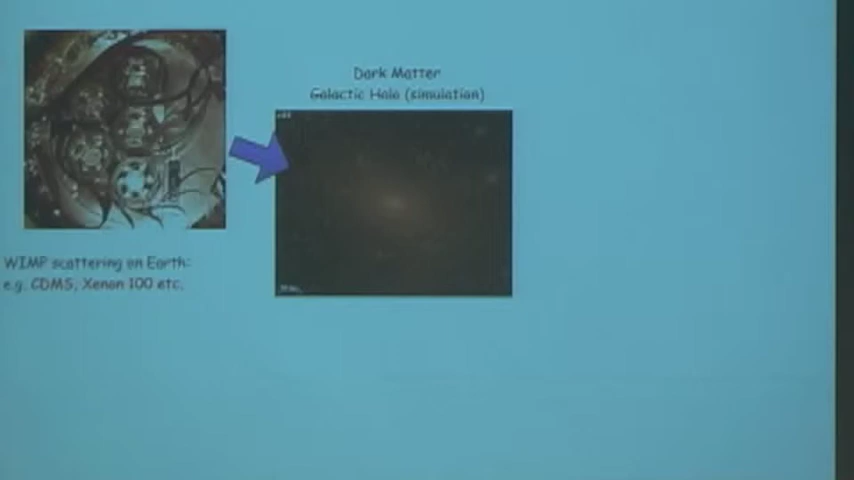 Dark Matter
Galactic Halo (simulation)
WIMP scattering on Earth:
e.g. CDMS, Xenon 100 etc.